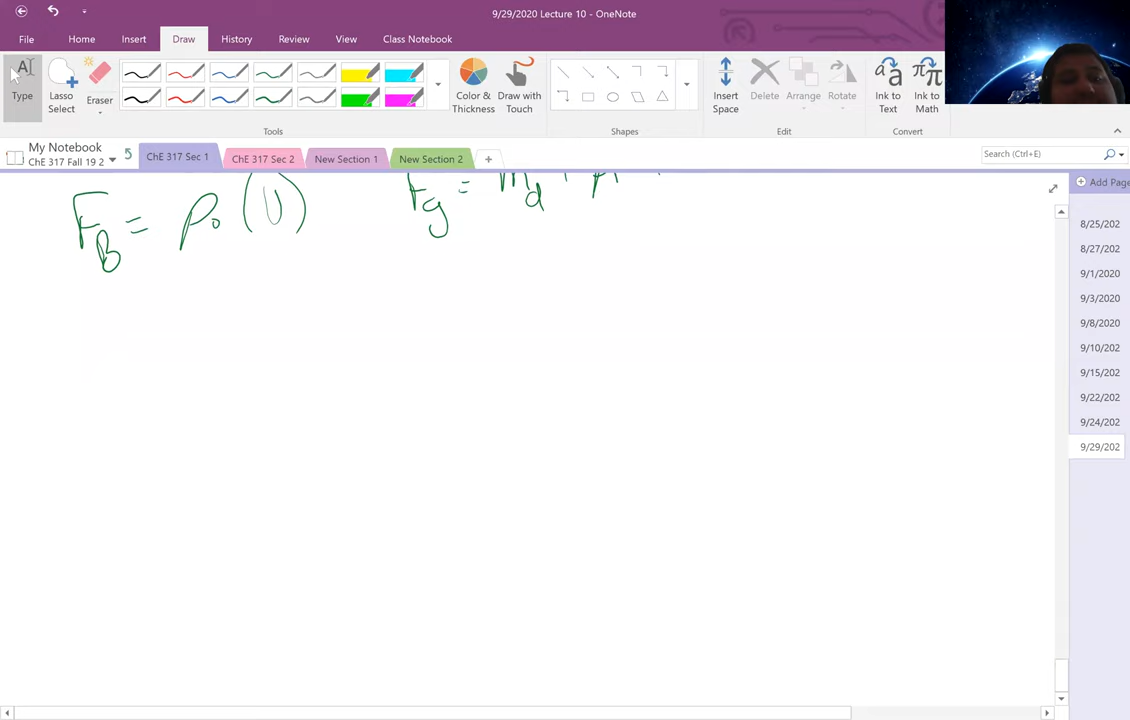 9/29/2020 Lecture 10 - OneNote
File Home Insert Draw History Review View Class Notebook
Type Lasso Select Eraser Color & Thickness Draw with Touch Insert Space Delete Arrange Rotate Ink to Text Ink to Math
Tools Shapes Edit Convert
My Notebook
ChE 317 Fall 19 2
ChE 317 Sec 1 ChE 317 Sec 2 New Section 1 New Section 2 +
Search (Ctrl+E)
Add Page
F_B = ρ₀ (V)
F_g = m_d +
8/25/202
8/27/202
9/1/2020
9/3/2020
9/8/2020
9/10/202
9/15/202
9/22/202
9/24/202
9/29/202